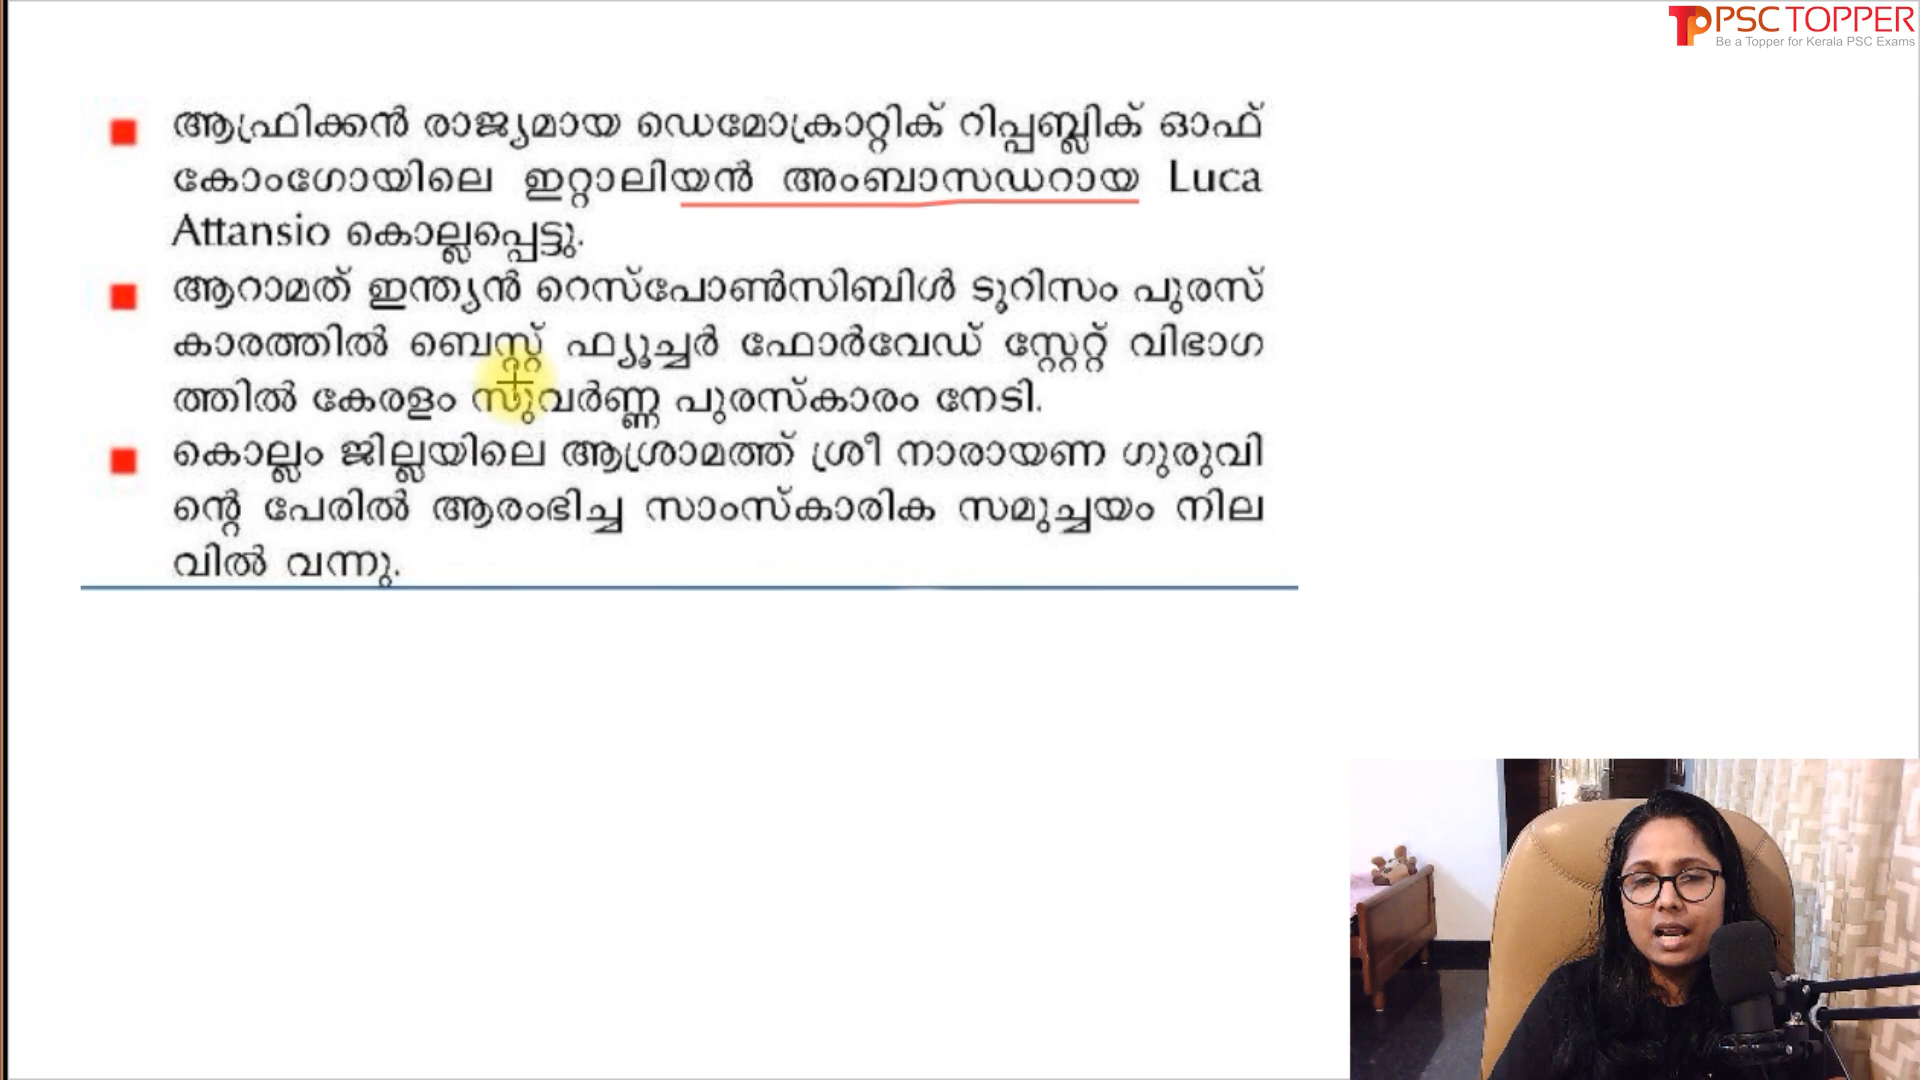 PSC TOPPER
Be a Topper for Kerala PSC Exams
ആഫ്രിക്കൻ രാജ്യമായ ഡെമോക്രാറ്റിക് റിപ്പബ്ലിക് ഓഫ്
കോംഗോയിലെ ഇറ്റാലിയൻ അംബാസഡറായ Luca
Attansio കൊല്ലപ്പെട്ടു.
ആറാമത് ഇന്ത്യൻ റെസ്പോൺസിബിൾ ടൂറിസം പുരസ്
കാരത്തിൽ ബെസ്റ്റ് ഫ്യൂച്ചർ ഫോർവേഡ് സ്റ്റേറ്റ് വിഭാഗ
ത്തിൽ കേരളം സുവർണ്ണ പുരസ്കാരം നേടി.
കൊല്ലം ജില്ലയിലെ ആശ്രാമത്ത് ശ്രീ നാരായണ ഗുരുവി
ന്റെ പേരിൽ ആരംഭിച്ച സാംസ്കാരിക സമുച്ചയം നില
വിൽ വന്നു.